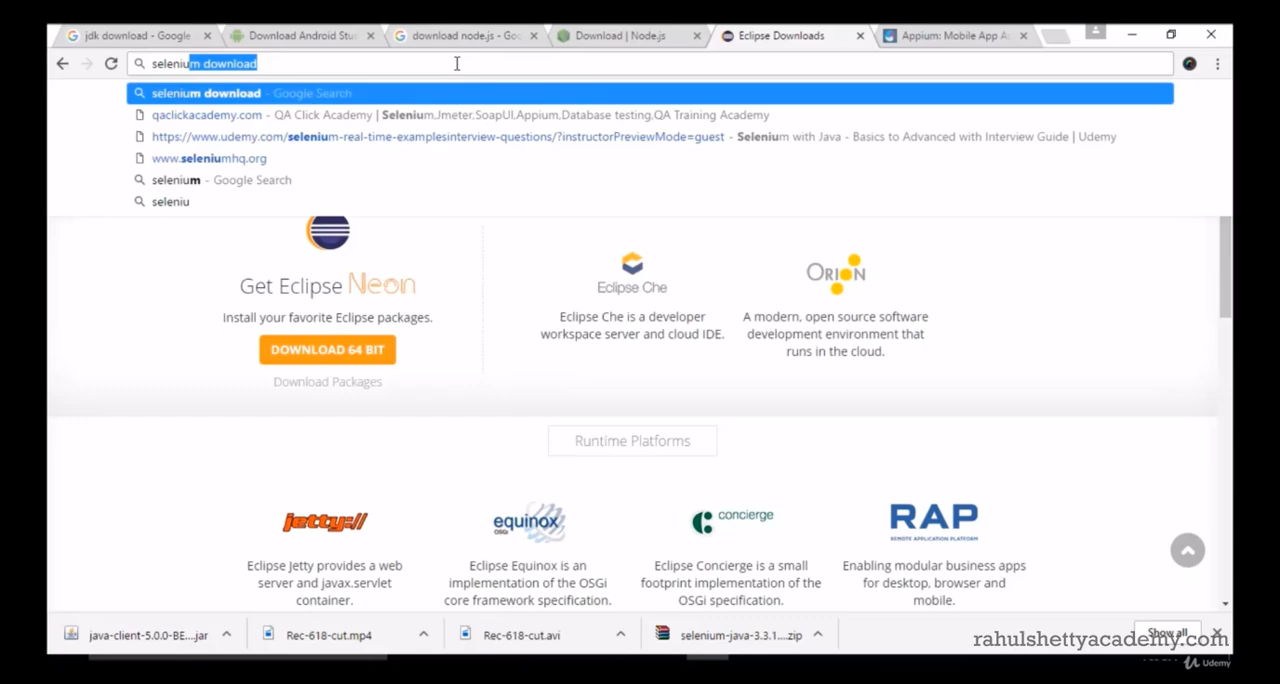 jdk download - Google
Download Android Stu
download node.js - Goo
Download | Node.js
Eclipse Downloads
Appium: Mobile App Au
selenium download
selenium download - Google Search
qaclickacademy.com - QA Click Academy | Selenium,Jmeter,SoapUI,Appium,Database testing,QA Training Academy
https://www.udemy.com/selenium-real-time-examplesinterview-questions/?instructorPreviewMode=guest - Selenium with Java - Basics to Advanced with Interview Guide | Udemy
www.seleniumhq.org
selenium - Google Search
seleniu
Get Eclipse Neon
Install your favorite Eclipse packages.
DOWNLOAD 64 BIT
Download Packages
Eclipse Che
Eclipse Che is a developer
workspace server and cloud IDE.
ORION
A modern, open source software
development environment that
runs in the cloud.
Runtime Platforms
jetty://
Eclipse Jetty provides a web
server and javax.servlet
container.
equinox
OSGi
Eclipse Equinox is an
implementation of the OSGi
core framework specification.
concierge
Eclipse Concierge is a small
footprint implementation of the
OSGi specification.
RAP
REMOTE APPLICATION PLATFORM
Enabling modular business apps
for desktop, browser and
mobile.
java-client-5.0.0-BE....jar
Rec-618-cut.mp4
Rec-618-cut.avi
selenium-java-3.3.1....zip
Show all
rahulshettyacademy.com
Udemy